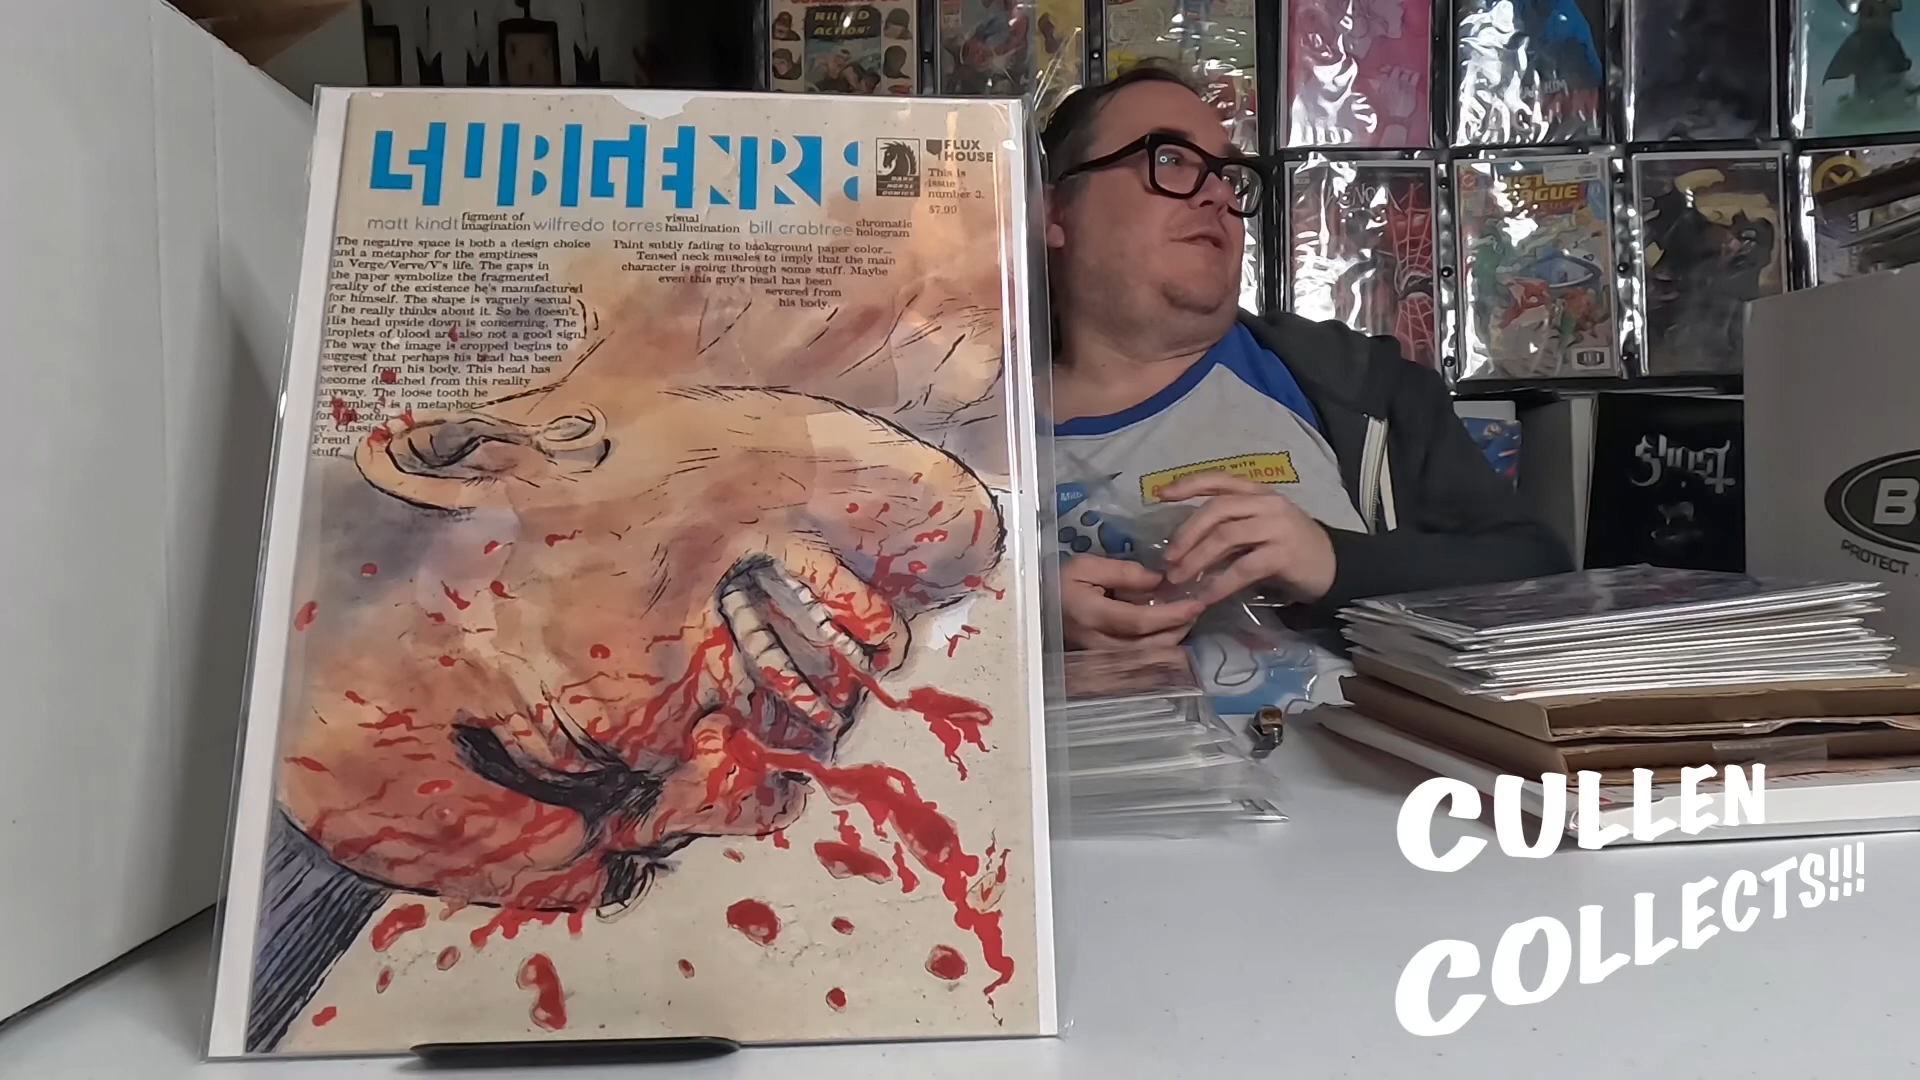 KILLED
ACTION!
SUBGENRE
DARK
HORSE
COMICS
FLUX
HOUSE
This is
issue
number 3.
$7.99
matt kindt figment of imagination wilfredo torres visual hallucination bill crabtree chromatic hologram
The negative space is both a design choice
and a metaphor for the emptiness
in Verge/Verve/V's life. The gaps in
the paper symbolize the fragmented
reality of the existence he's manufactured
for himself. The shape is vaguely sexual
if he really thinks about it. So he doesn't.
His head upside down is concerning. The
droplets of blood are also not a good sign.
The way the image is cropped begins to
suggest that perhaps his head has been
severed from his body. This head has
become detached from this reality
anyway. The loose tooth he
remembers is a metaphor
for impoten-
cy. Classic
Freud
stuff.
Paint subtly fading to background paper color...
Tensed neck muscles to imply that the main
character is going through some stuff. Maybe
even this guy's head has been
severed from
his body.
WITH
IRON
Milk
LEAGUE
Ghost
B
PROTECT
CULLEN
COLLECTS!!!